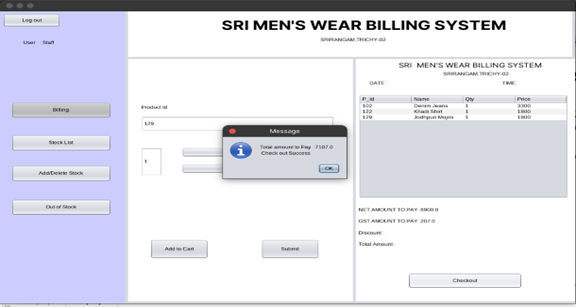 Log out
User : Staff
Billing
Stock List
Add/Delete Stock
Out of Stock
SRI MEN'S WEAR BILLING SYSTEM
SRIRANGAM,TRICHY-02
Product Id
129
1
Add to Cart
Submit
Message
Total amount to Pay :7107.0
Check out Success
OK
SRI MEN'S WEAR BILLING SYSTEM
SRIRANGAM,TRICHY-02
DATE : TIME:
P_Id Name Qty Price
102 Denim Jeans 3 3300
122 Khadi Shirt 1 1800
129 Jodhpuri Mojris 1 1800
NET AMOUNT TO PAY :6900.0
GST AMOUNT TO PAY :207.0
Discount :
Total Amount :
Checkout